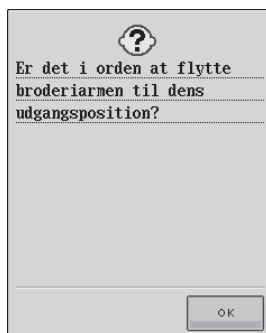 ?
Er det i orden at flytte
broderiarmen til dens
udgangsposition?
OK